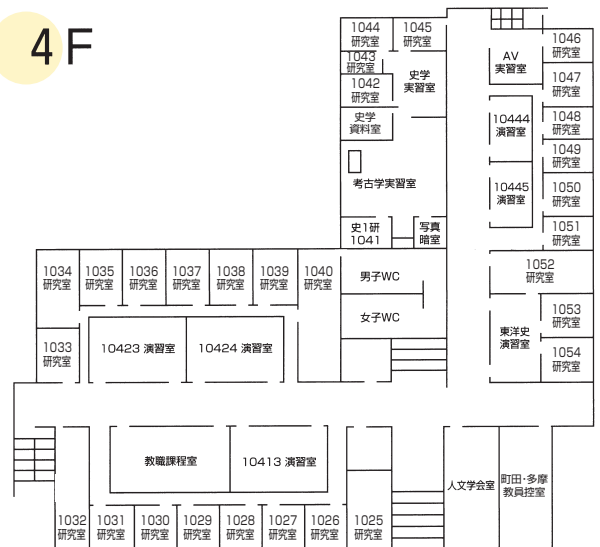 4F
1044
研究室
1045
研究室
1043
研究室
1042
研究室
史学
実習室
史学
資料室
考古学実習室
史1研
1041
写真
暗室
AV
実習室
1046
研究室
1047
研究室
10444
演習室
1048
研究室
1049
研究室
10445
演習室
1050
研究室
1051
研究室
1052
研究室
1053
研究室
東洋史
演習室
1054
研究室
1034
研究室
1035
研究室
1036
研究室
1037
研究室
1038
研究室
1039
研究室
1040
研究室
男子WC
女子WC
1033
研究室
10423 演習室
10424 演習室
教職課程室
10413 演習室
人文学会室
町田・多摩
教員控室
1032
研究室
1031
研究室
1030
研究室
1029
研究室
1028
研究室
1027
研究室
1026
研究室
1025
研究室